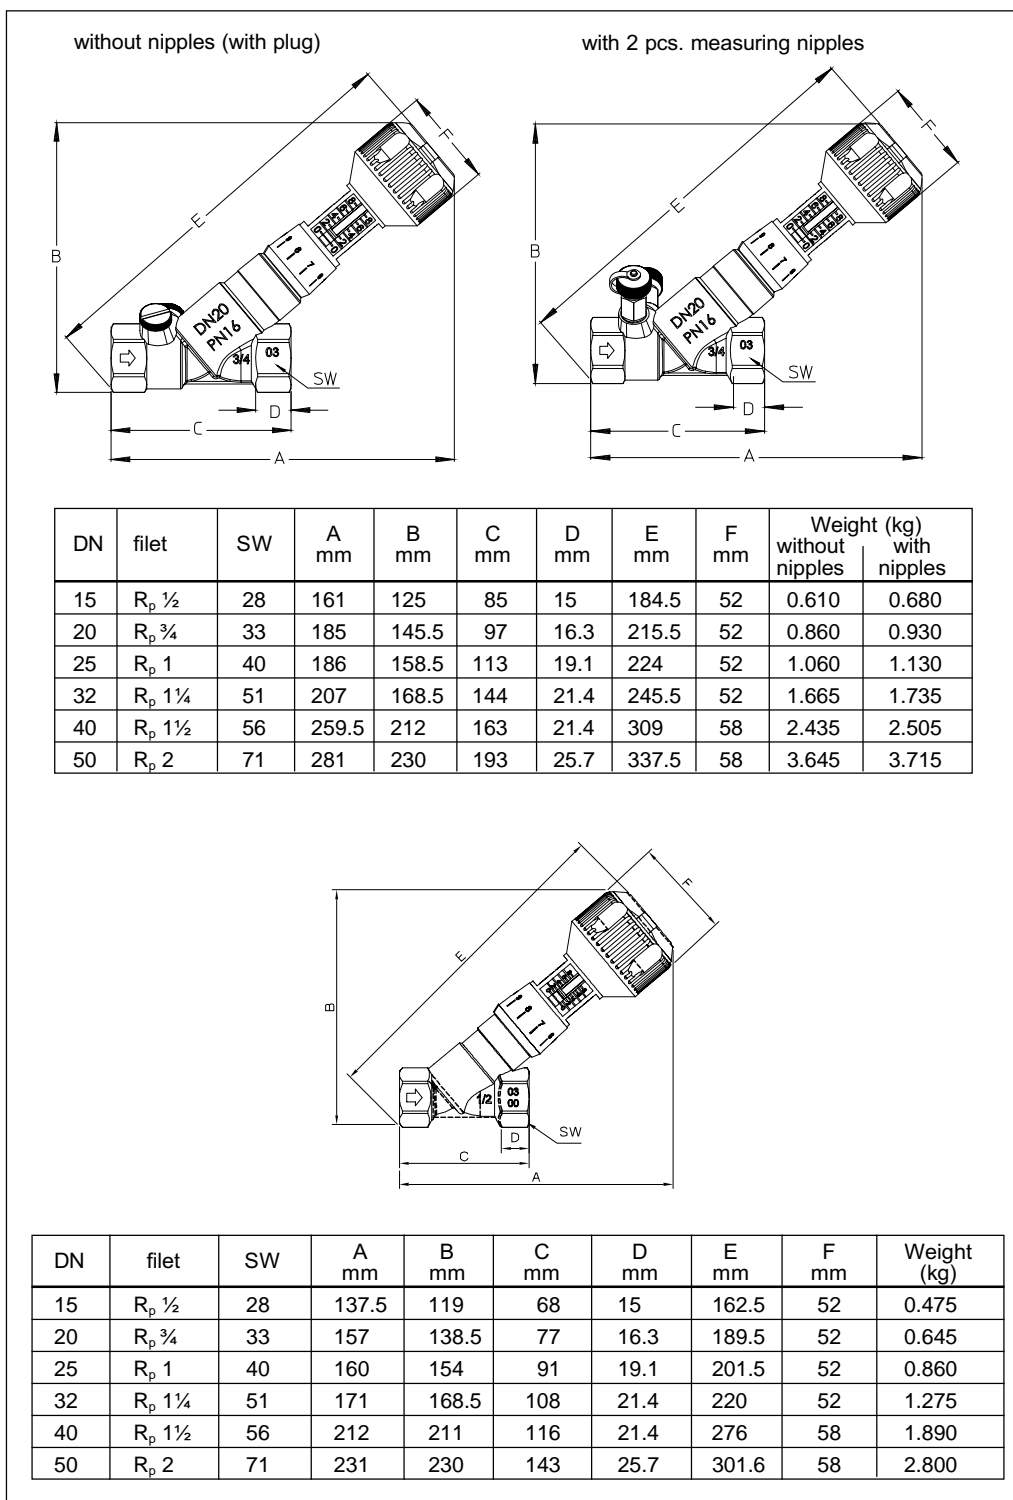 without nipples (with plug)
with 2 pcs. measuring nipples
F
E
B
DN20
PN16
3/4
03
SW
D
C
A
F
E
B
DN20
PN16
3/4
03
SW
D
C
A
DN filet SW A mm B mm C mm D mm E mm F mm Weight (kg) without nipples with nipples
15 Rp ½ 28 161 125 85 15 184.5 52 0.610 0.680
20 Rp ¾ 33 185 145.5 97 16.3 215.5 52 0.860 0.930
25 Rp 1 40 186 158.5 113 19.1 224 52 1.060 1.130
32 Rp 1¼ 51 207 168.5 144 21.4 245.5 52 1.665 1.735
40 Rp 1½ 56 259.5 212 163 21.4 309 58 2.435 2.505
50 Rp 2 71 281 230 193 25.7 337.5 58 3.645 3.715
F
E
B
1/2
03
00
SW
D
C
A
DN filet SW A mm B mm C mm D mm E mm F mm Weight (kg)
15 Rp ½ 28 137.5 119 68 15 162.5 52 0.475
20 Rp ¾ 33 157 138.5 77 16.3 189.5 52 0.645
25 Rp 1 40 160 154 91 19.1 201.5 52 0.860
32 Rp 1¼ 51 171 168.5 108 21.4 220 52 1.275
40 Rp 1½ 56 212 211 116 21.4 276 58 1.890
50 Rp 2 71 231 230 143 25.7 301.6 58 2.800